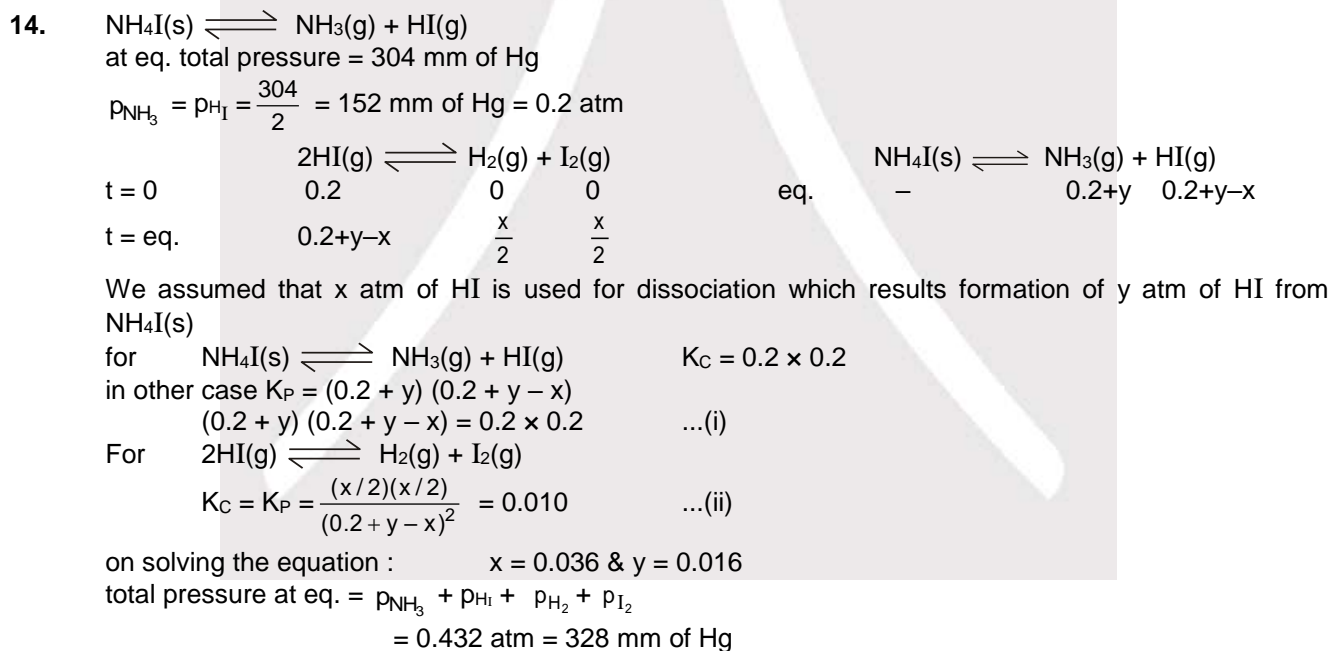 14. NH₄I(s) ⇌ NH₃(g) + HI(g)
at eq. total pressure = 304 mm of Hg
p_NH₃ = p_HI = 304/2 = 152 mm of Hg = 0.2 atm
2HI(g) ⇌ H₂(g) + I₂(g) NH₄I(s) ⇌ NH₃(g) + HI(g)
t = 0 0.2 0 0 eq. – 0.2+y 0.2+y–x
t = eq. 0.2+y–x x/2 x/2
We assumed that x atm of HI is used for dissociation which results formation of y atm of HI from
NH₄I(s)
for NH₄I(s) ⇌ NH₃(g) + HI(g) K_C = 0.2 × 0.2
in other case K_P = (0.2 + y) (0.2 + y – x)
(0.2 + y) (0.2 + y – x) = 0.2 × 0.2 ...(i)
For 2HI(g) ⇌ H₂(g) + I₂(g)
K_C = K_P = (x/2)(x/2)/(0.2 + y – x)² = 0.010 ...(ii)
on solving the equation : x = 0.036 & y = 0.016
total pressure at eq. = p_NH₃ + p_HI + p_H₂ + p_I₂
= 0.432 atm = 328 mm of Hg